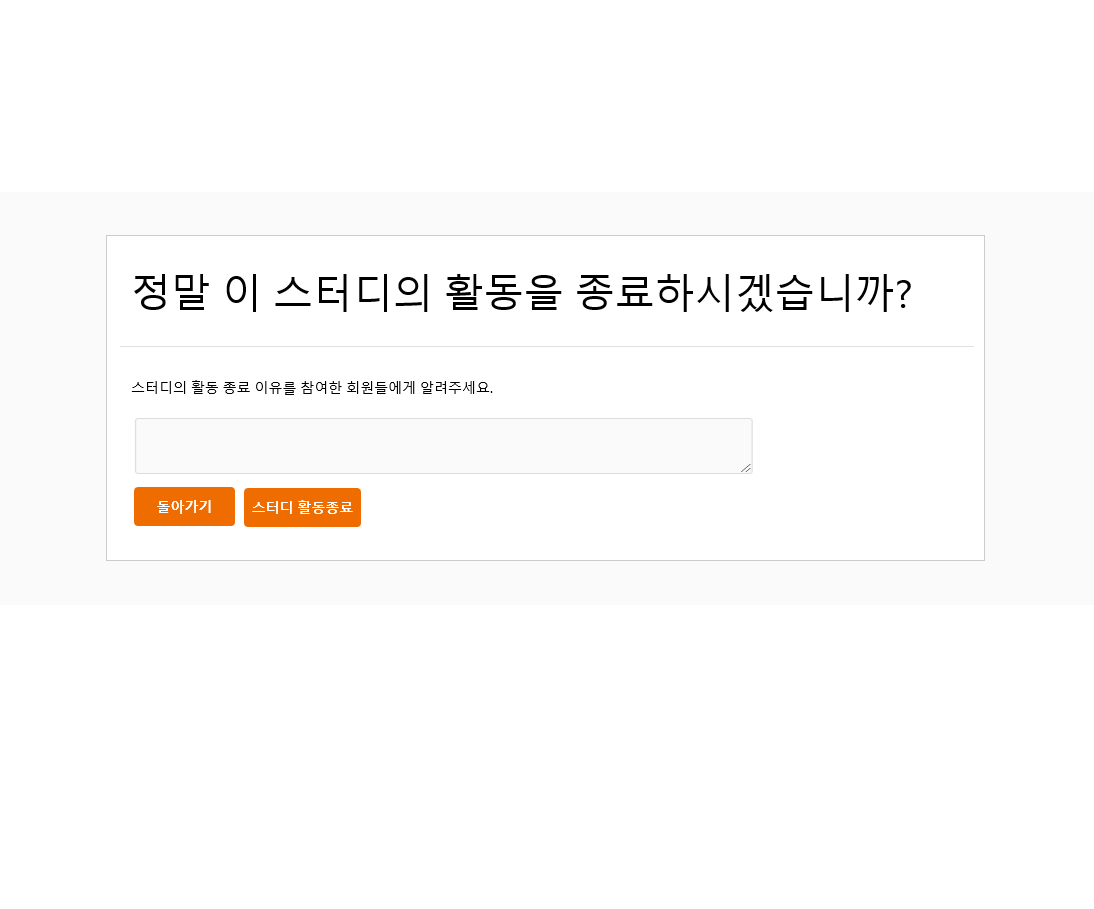 정말 이 스터디의 활동을 종료하시겠습니까?
스터디의 활동 종료 이유를 참여한 회원들에게 알려주세요.
돌아가기 스터디 활동종료